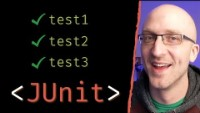 ✓ test1
✓ test2
✓ test3
<JUnit>